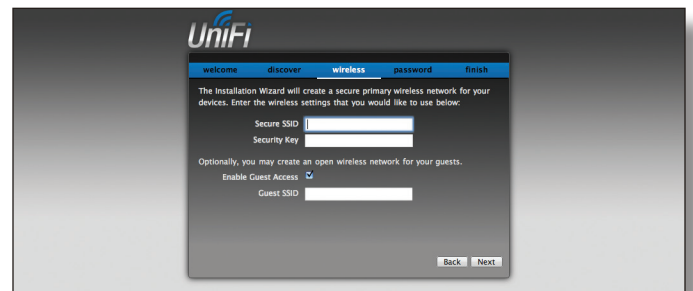 UniFi
welcome discover wireless password finish
The Installation Wizard will create a secure primary wireless network for your
devices. Enter the wireless settings that you would like to use below:
Secure SSID
Security Key
Optionally, you may create an open wireless network for your guests.
Enable Guest Access
Guest SSID
Back Next